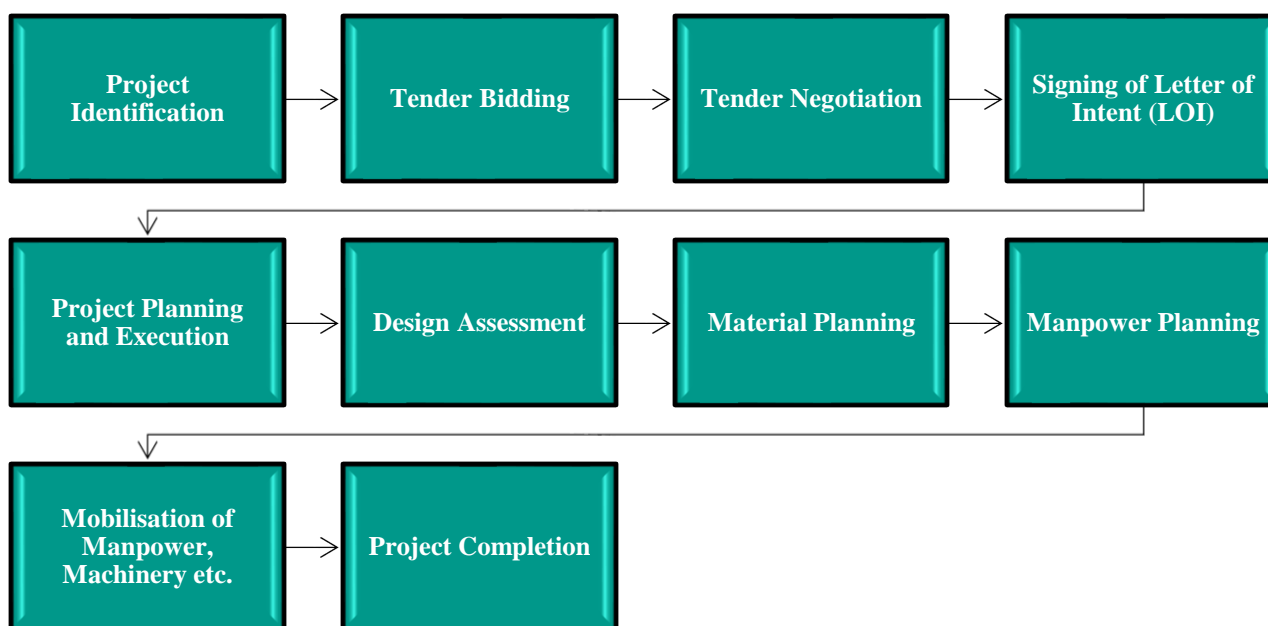 Project
Identification
Tender Bidding
Tender Negotiation
Signing of Letter of
Intent (LOI)
Project Planning
and Execution
Design Assessment
Material Planning
Manpower Planning
Mobilisation of
Manpower,
Machinery etc.
Project Completion